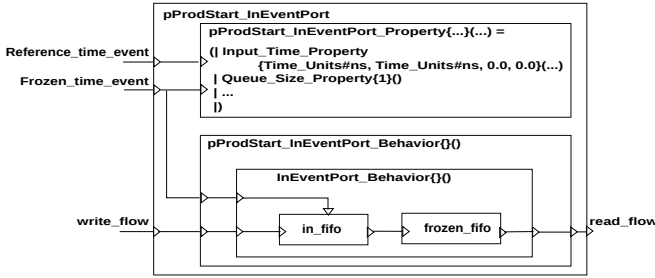 pProdStart_InEventPort
pProdStart_InEventPort_Property{...}(...) =
Reference_time_event
(| Input_Time_Property
{Time_Units#ns, Time_Units#ns, 0.0, 0.0}(...)
Frozen_time_event
| Queue_Size_Property{1}()
| ...
|)
pProdStart_InEventPort_Behavior{}()
InEventPort_Behavior{}()
write_flow
in_fifo
frozen_fifo
read_flow